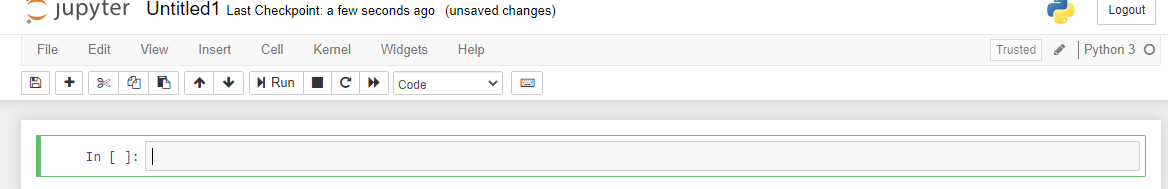 jupyter Untitled1 Last Checkpoint: a few seconds ago (unsaved changes) Logout
File Edit View Insert Cell Kernel Widgets Help Trusted Python 3
Run Code
In [ ]: